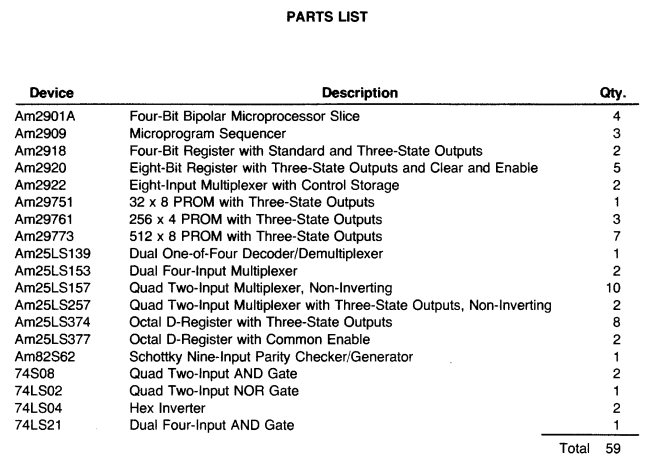 PARTS LIST
Device Description Qty.
Am2901A Four-Bit Bipolar Microprocessor Slice 4
Am2909 Microprogram Sequencer 3
Am2918 Four-Bit Register with Standard and Three-State Outputs 2
Am2920 Eight-Bit Register with Three-State Outputs and Clear and Enable 5
Am2922 Eight-Input Multiplexer with Control Storage 2
Am29751 32 x 8 PROM with Three-State Outputs 1
Am29761 256 x 4 PROM with Three-State Outputs 3
Am29773 512 x 8 PROM with Three-State Outputs 7
Am25LS139 Dual One-of-Four Decoder/Demultiplexer 1
Am25LS153 Dual Four-Input Multiplexer 2
Am25LS157 Quad Two-Input Multiplexer, Non-Inverting 10
Am25LS257 Quad Two-Input Multiplexer with Three-State Outputs, Non-Inverting 2
Am25LS374 Octal D-Register with Three-State Outputs 8
Am25LS377 Octal D-Register with Common Enable 2
Am82S62 Schottky Nine-Input Parity Checker/Generator 1
74S08 Quad Two-Input AND Gate 2
74LS02 Quad Two-Input NOR Gate 1
74LS04 Hex Inverter 2
74LS21 Dual Four-Input AND Gate 1
Total 59